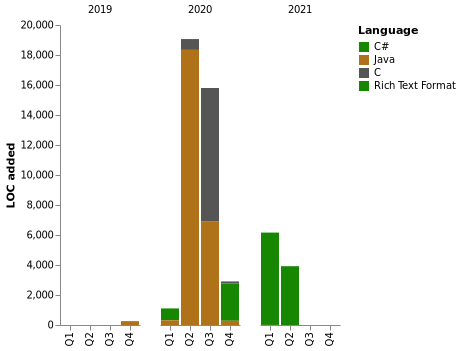 2019 2020 2021
Language
C#
Java
C
Rich Text Format
LOC added
20,000
18,000
16,000
14,000
12,000
10,000
8,000
6,000
4,000
2,000
0
Q1 Q2 Q3 Q4 Q1 Q2 Q3 Q4 Q1 Q2 Q3 Q4